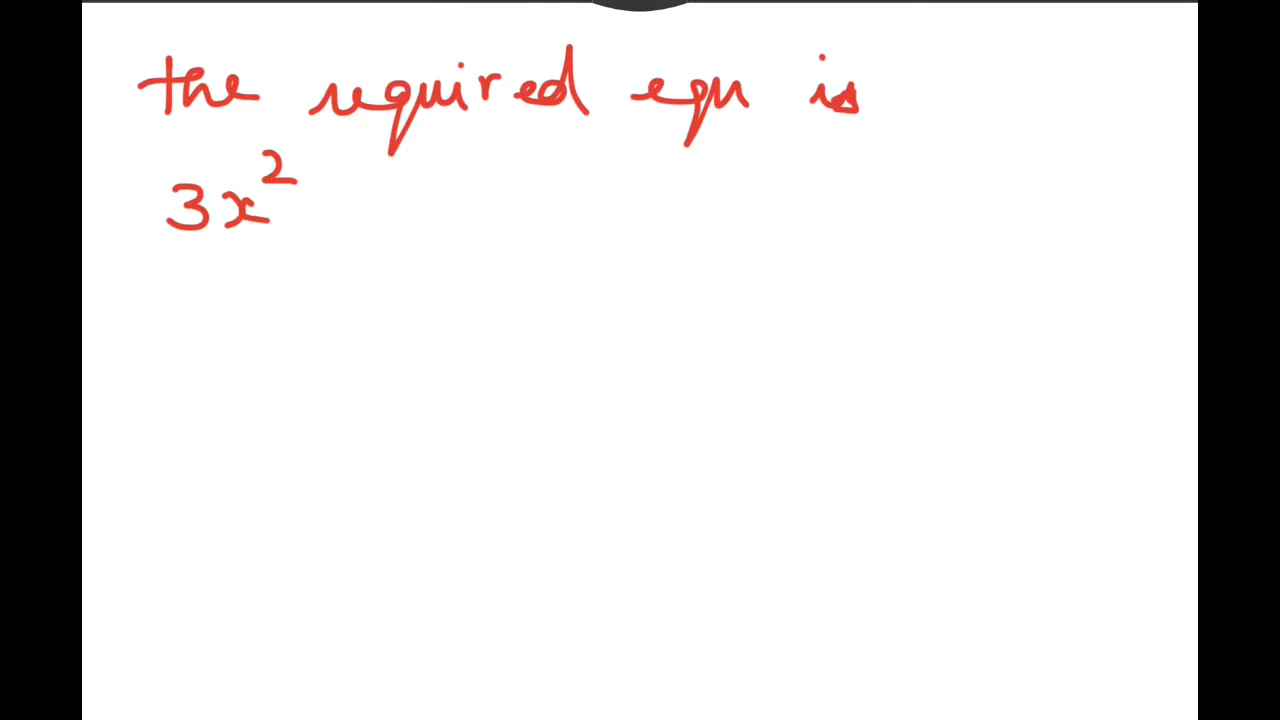 the required eqn is
3x²